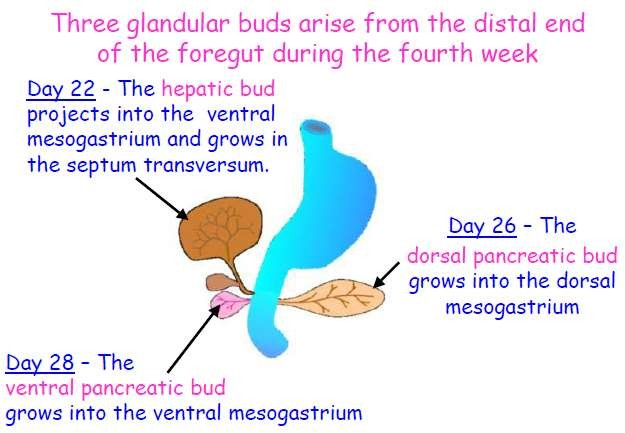 Three glandular buds arise from the distal end
of the foregut during the fourth week
Day 22 - The hepatic bud
projects into the ventral
mesogastrium and grows in
the septum transversum.
Day 26 – The
dorsal pancreatic bud
grows into the dorsal
mesogastrium
Day 28 – The
ventral pancreatic bud
grows into the ventral mesogastrium